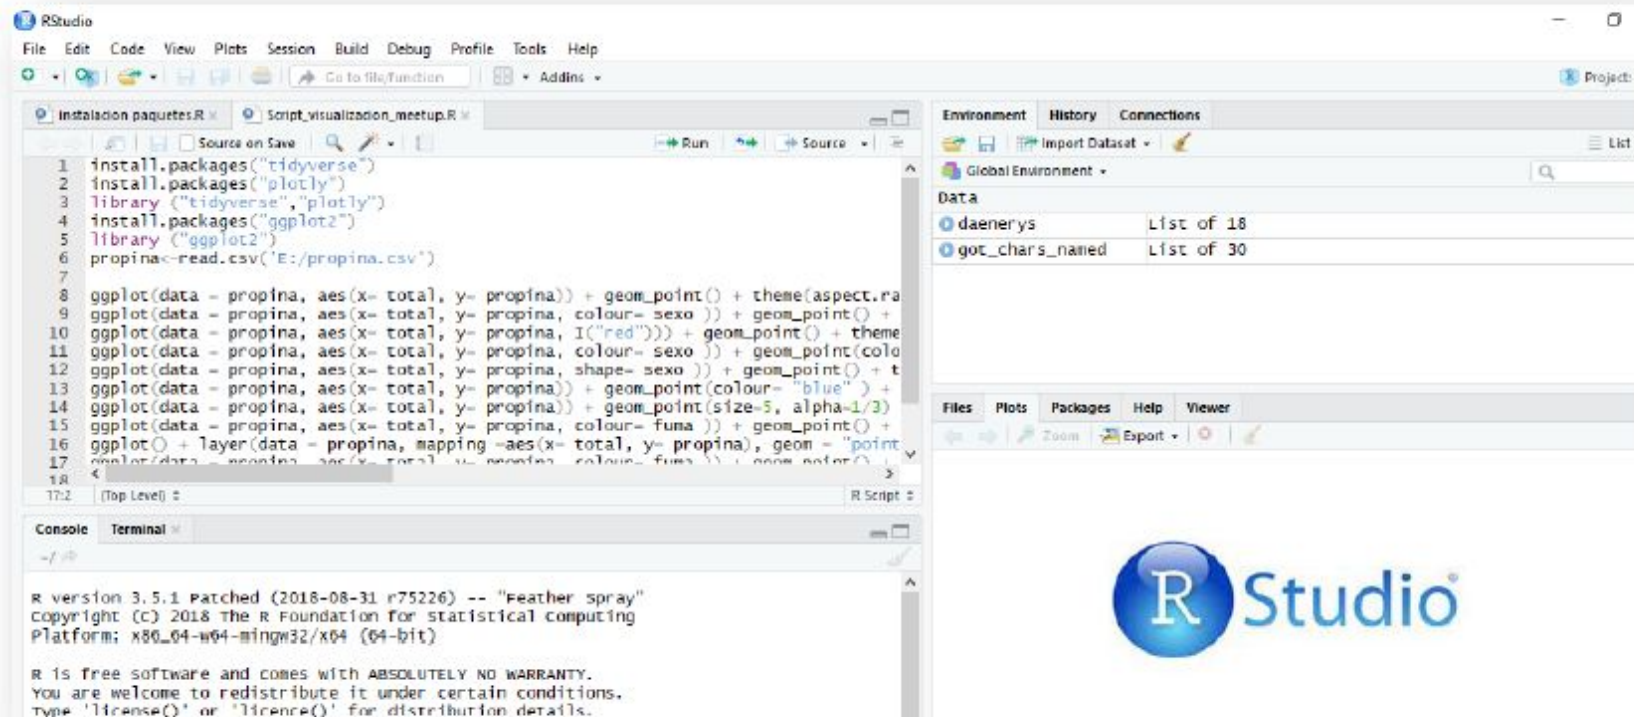 RStudio
File Edit Code View Plots Session Build Debug Profile Tools Help
Go to file/function Addins Project:
instalacion paquetes.R Script_visualizacion_meetup.R
Source on Save Run Source
1 install.packages("tidyverse")
2 install.packages("plotly")
3 library ("tidyverse","plotly")
4 install.packages("ggplot2")
5 library ("ggplot2")
6 propina<-read.csv('E:/propina.csv')
7
8 ggplot(data = propina, aes(x= total, y= propina)) + geom_point() + theme(aspect.ra
9 ggplot(data = propina, aes(x= total, y= propina, colour= sexo )) + geom_point() +
10 ggplot(data = propina, aes(x= total, y= propina, I("red"))) + geom_point() + theme
11 ggplot(data = propina, aes(x= total, y= propina, colour= sexo )) + geom_point(colo
12 ggplot(data = propina, aes(x= total, y= propina, shape= sexo )) + geom_point() + t
13 ggplot(data = propina, aes(x= total, y= propina)) + geom_point(colour= "blue" ) +
14 ggplot(data = propina, aes(x= total, y= propina)) + geom_point(size=5, alpha=1/3)
15 ggplot(data = propina, aes(x= total, y= propina, colour= fuma )) + geom_point() +
16 ggplot() + layer(data = propina, mapping =aes(x= total, y= propina), geom = "point
17 ggplot(data = propina, aes(x= total, y= propina, colour= fuma )) + geom_point() +
18
17:2 (Top Level) R Script
Console Terminal
~/
R version 3.5.1 Patched (2018-08-31 r75226) -- "Feather Spray"
Copyright (C) 2018 The R Foundation for Statistical Computing
Platform: x86_64-w64-mingw32/x64 (64-bit)
R is free software and comes with ABSOLUTELY NO WARRANTY.
You are welcome to redistribute it under certain conditions.
Type 'license()' or 'licence()' for distribution details.
Environment History Connections
Import Dataset List
Global Environment
Data
daenerys List of 18
got_chars_named List of 30
Files Plots Packages Help Viewer
Zoom Export
R Studio®